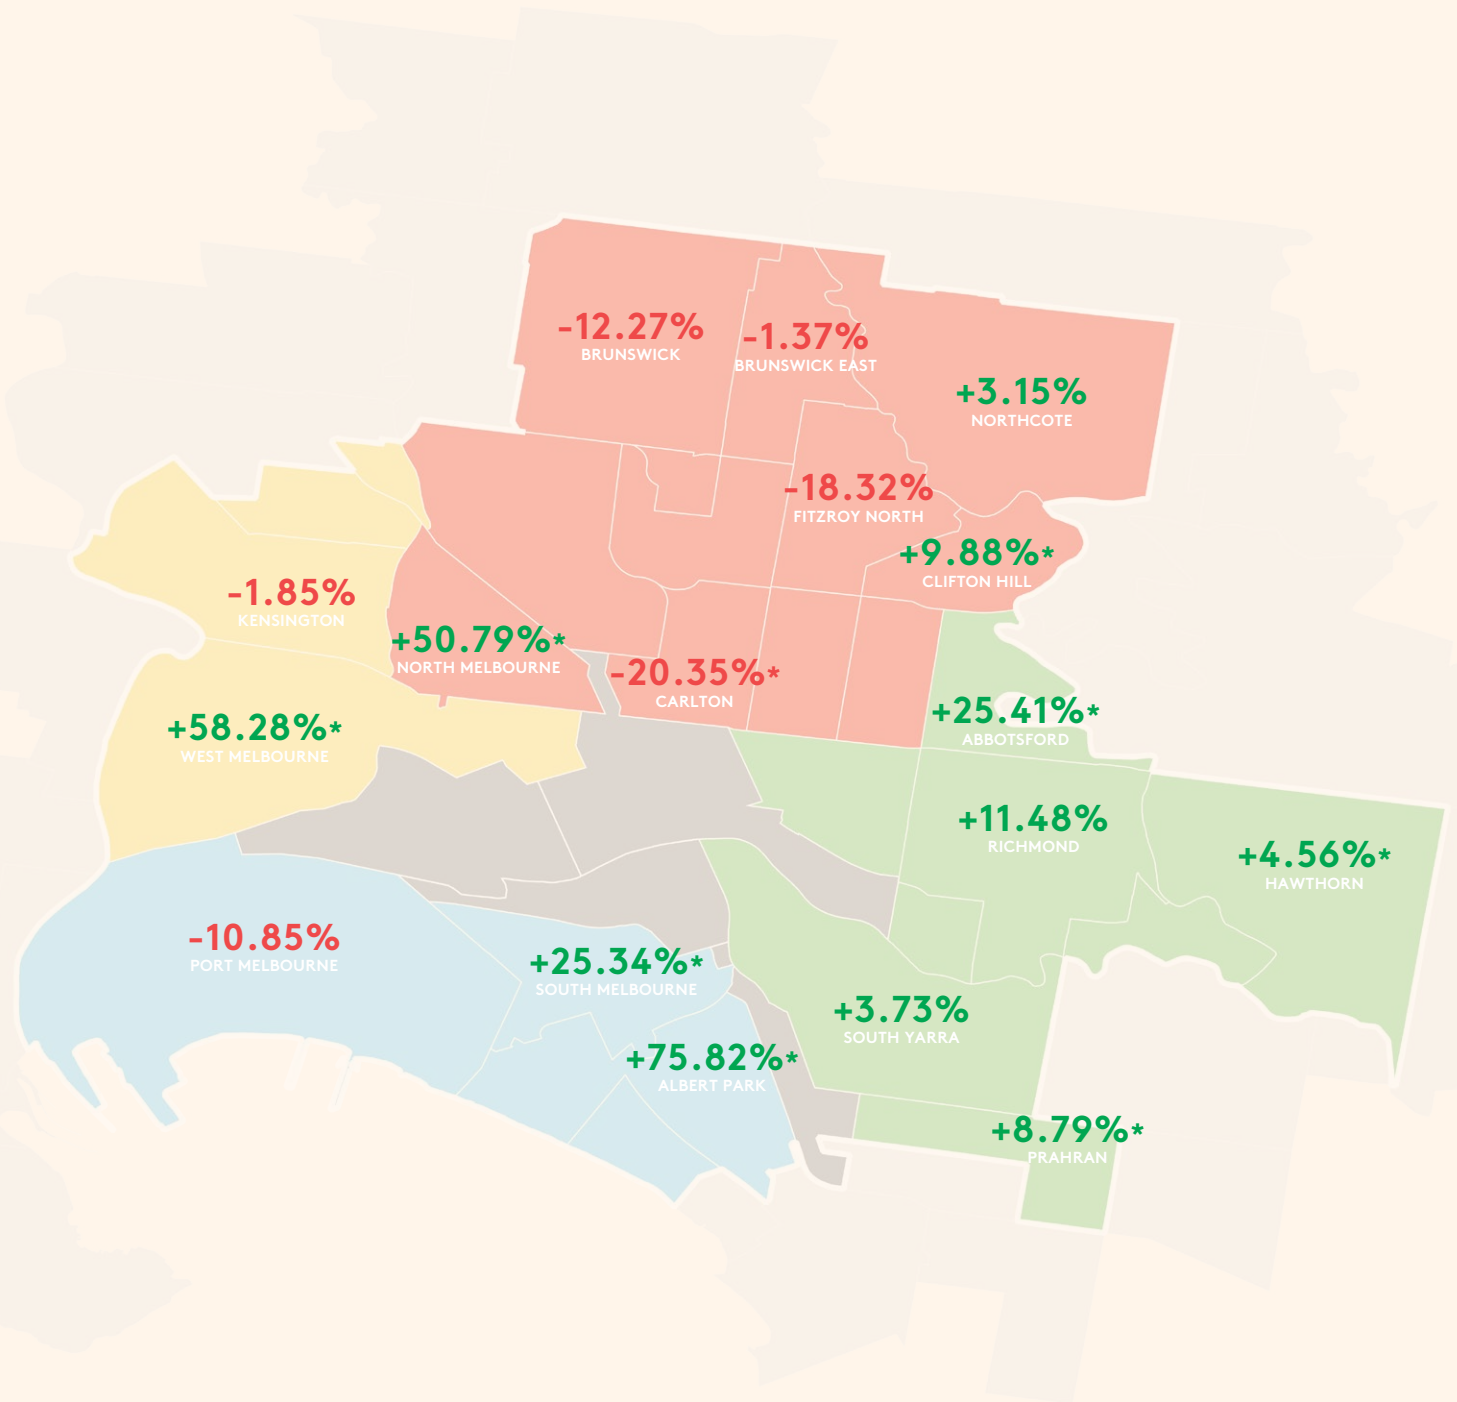 -12.27%
BRUNSWICK
-1.37%
BRUNSWICK EAST
+3.15%
NORTHCOTE
-18.32%
FITZROY NORTH
+9.88%*
CLIFTON HILL
-1.85%
KENSINGTON
+50.79%*
NORTH MELBOURNE
-20.35%*
CARLTON
+58.28%*
WEST MELBOURNE
+25.41%*
ABBOTSFORD
+11.48%
RICHMOND
+4.56%*
HAWTHORN
-10.85%
PORT MELBOURNE
+25.34%*
SOUTH MELBOURNE
+3.73%
SOUTH YARRA
+75.82%*
ALBERT PARK
+8.79%*
PRAHRAN